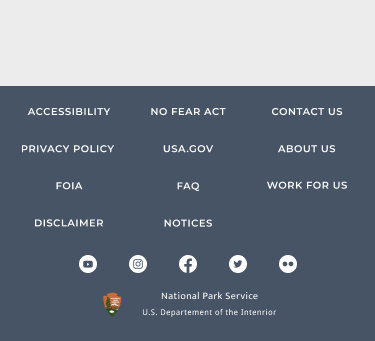 ACCESSIBILITY NO FEAR ACT CONTACT US
PRIVACY POLICY USA.GOV ABOUT US
FOIA FAQ WORK FOR US
DISCLAIMER NOTICES
National Park Service
U.S. Departement of the Intenrior